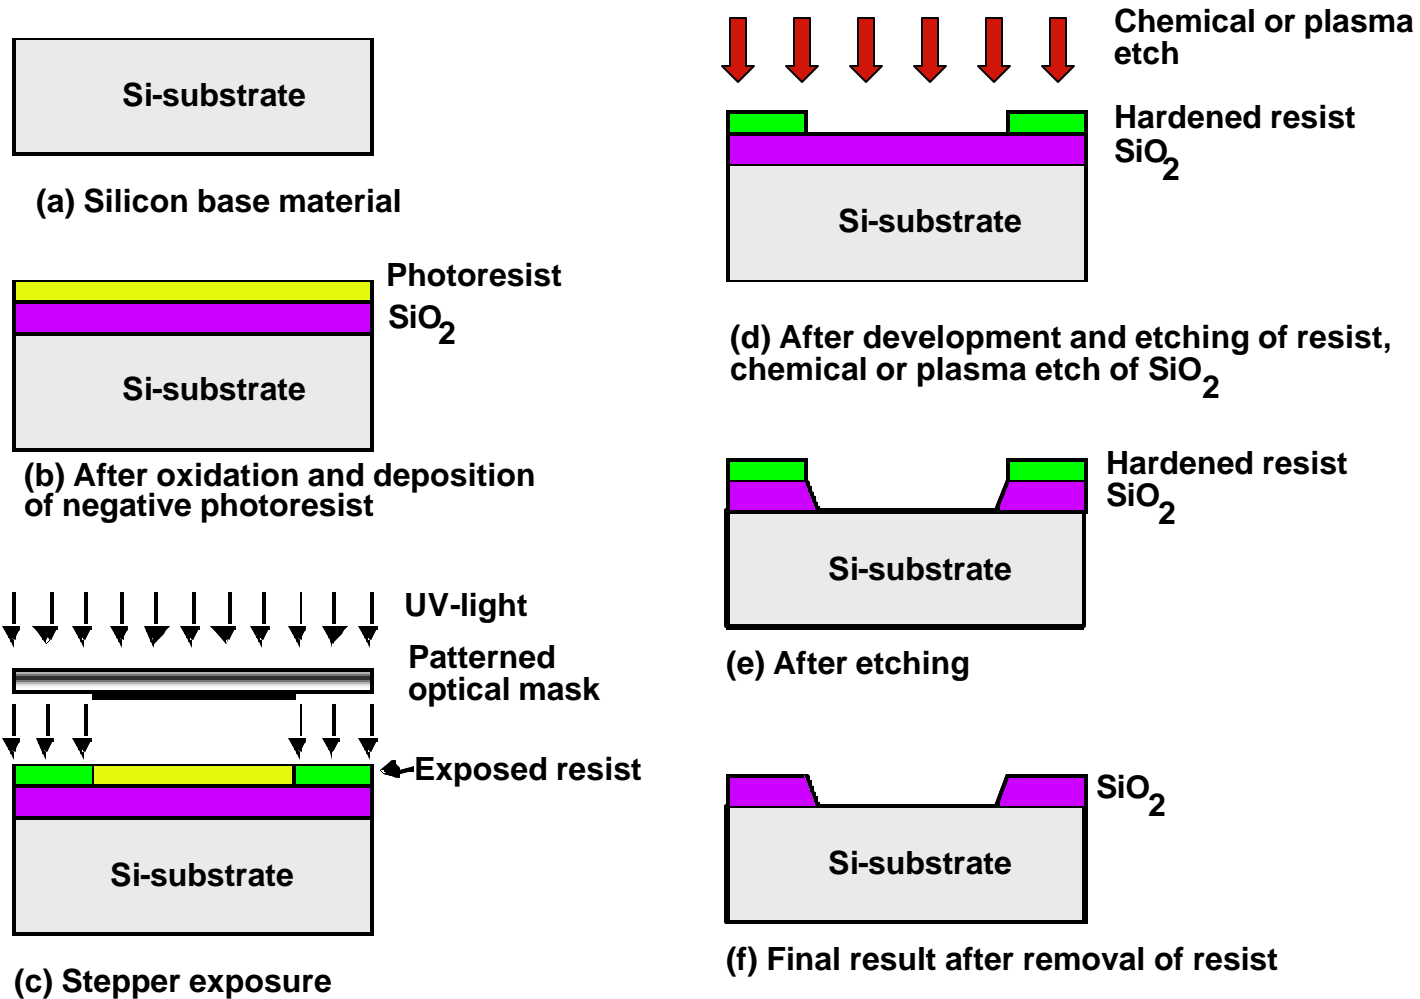 Si-substrate
(a) Silicon base material
Photoresist
SiO2
Si-substrate
(b) After oxidation and deposition
of negative photoresist
UV-light
Patterned
optical mask
Exposed resist
Si-substrate
(c) Stepper exposure
Chemical or plasma
etch
Hardened resist
SiO2
Si-substrate
(d) After development and etching of resist,
chemical or plasma etch of SiO2
Hardened resist
SiO2
Si-substrate
(e) After etching
SiO2
Si-substrate
(f) Final result after removal of resist